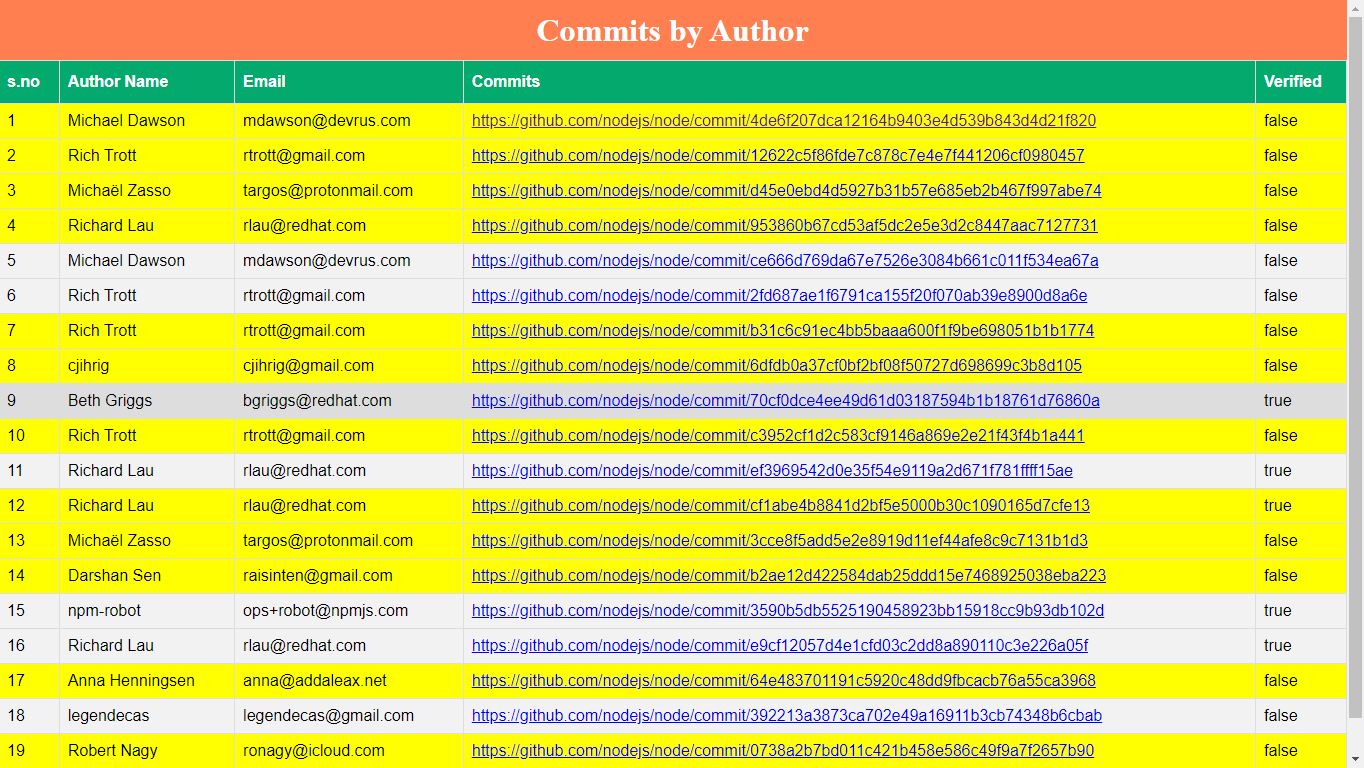 Commits by Author
s.no Author Name Email Commits Verified
1 Michael Dawson mdawson@devrus.com https://github.com/nodejs/node/commit/4de6f207dca12164b9403e4d539b843d4d21f820 false
2 Rich Trott rtrott@gmail.com https://github.com/nodejs/node/commit/12622c5f86fde7c878c7e4e7f441206cf0980457 false
3 Michaël Zasso targos@protonmail.com https://github.com/nodejs/node/commit/d45e0ebd4d5927b31b57e685eb2b467f997abe74 false
4 Richard Lau rlau@redhat.com https://github.com/nodejs/node/commit/953860b67cd53af5dc2e5e3d2c8447aac7127731 false
5 Michael Dawson mdawson@devrus.com https://github.com/nodejs/node/commit/ce666d769da67e7526e3084b661c011f534ea67a false
6 Rich Trott rtrott@gmail.com https://github.com/nodejs/node/commit/2fd687ae1f6791ca155f20f070ab39e8900d8a6e false
7 Rich Trott rtrott@gmail.com https://github.com/nodejs/node/commit/b31c6c91ec4bb5baaa600f1f9be698051b1b1774 false
8 cjihrig cjihrig@gmail.com https://github.com/nodejs/node/commit/6dfdb0a37cf0bf2bf08f50727d698699c3b8d105 false
9 Beth Griggs bgriggs@redhat.com https://github.com/nodejs/node/commit/70cf0dce4ee49d61d03187594b1b18761d76860a true
10 Rich Trott rtrott@gmail.com https://github.com/nodejs/node/commit/c3952cf1d2c583cf9146a869e2e21f43f4b1a441 false
11 Richard Lau rlau@redhat.com https://github.com/nodejs/node/commit/ef3969542d0e35f54e9119a2d671f781ffff15ae true
12 Richard Lau rlau@redhat.com https://github.com/nodejs/node/commit/cf1abe4b8841d2bf5e5000b30c1090165d7cfe13 true
13 Michaël Zasso targos@protonmail.com https://github.com/nodejs/node/commit/3cce8f5add5e2e8919d11ef44afe8c9c7131b1d3 false
14 Darshan Sen raisinten@gmail.com https://github.com/nodejs/node/commit/b2ae12d422584dab25ddd15e7468925038eba223 false
15 npm-robot ops+robot@npmjs.com https://github.com/nodejs/node/commit/3590b5db5525190458923bb15918cc9b93db102d true
16 Richard Lau rlau@redhat.com https://github.com/nodejs/node/commit/e9cf12057d4e1cfd03c2dd8a890110c3e226a05f true
17 Anna Henningsen anna@addaleax.net https://github.com/nodejs/node/commit/64e483701191c5920c48dd9fbcacb76a55ca3968 false
18 legendecas legendecas@gmail.com https://github.com/nodejs/node/commit/392213a3873ca702e49a16911b3cb74348b6cbab false
19 Robert Nagy ronagy@icloud.com https://github.com/nodejs/node/commit/0738a2b7bd011c421b458e586c49f9a7f2657b90 false